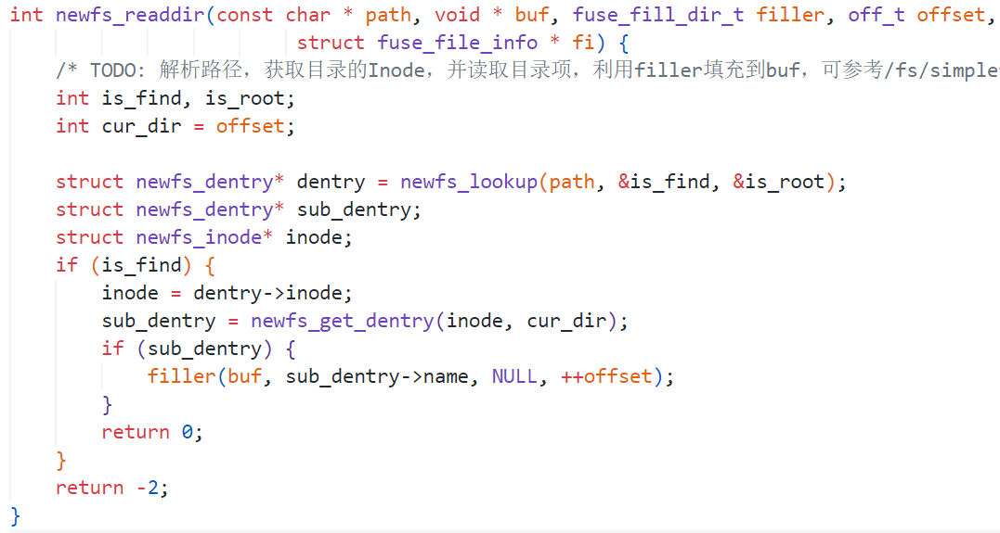 int newfs_readdir(const char * path, void * buf, fuse_fill_dir_t filler, off_t offset,
struct fuse_file_info * fi) {
/* TODO: 解析路径，获取目录的Inode，并读取目录项，利用filler填充到buf，可参考/fs/simple
int is_find, is_root;
int cur_dir = offset;
struct newfs_dentry* dentry = newfs_lookup(path, &is_find, &is_root);
struct newfs_dentry* sub_dentry;
struct newfs_inode* inode;
if (is_find) {
inode = dentry->inode;
sub_dentry = newfs_get_dentry(inode, cur_dir);
if (sub_dentry) {
filler(buf, sub_dentry->name, NULL, ++offset);
}
return 0;
}
return -2;
}